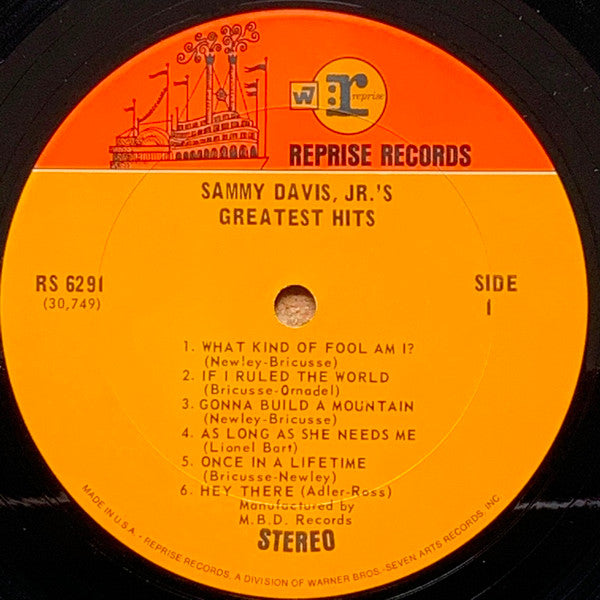 W7
r
reprise
REPRISE RECORDS
SAMMY DAVIS, JR.'S
GREATEST HITS
RS 6291
(30,749)
SIDE
1
1. WHAT KIND OF FOOL AM I?
(Newley-Bricusse)
2. IF I RULED THE WORLD
(Bricusse-Ornadel)
3. GONNA BUILD A MOUNTAIN
(Newley-Bricusse)
4. AS LONG AS SHE NEEDS ME
(Lionel Bart)
5. ONCE IN A LIFETIME
(Bricusse-Newley)
6. HEY THERE (Adler-Ross)
Manufactured by
M.B.D. Records
STEREO
MADE IN U.S.A. • REPRISE RECORDS, A DIVISION OF WARNER BROS.-SEVEN ARTS RECORDS, INC.